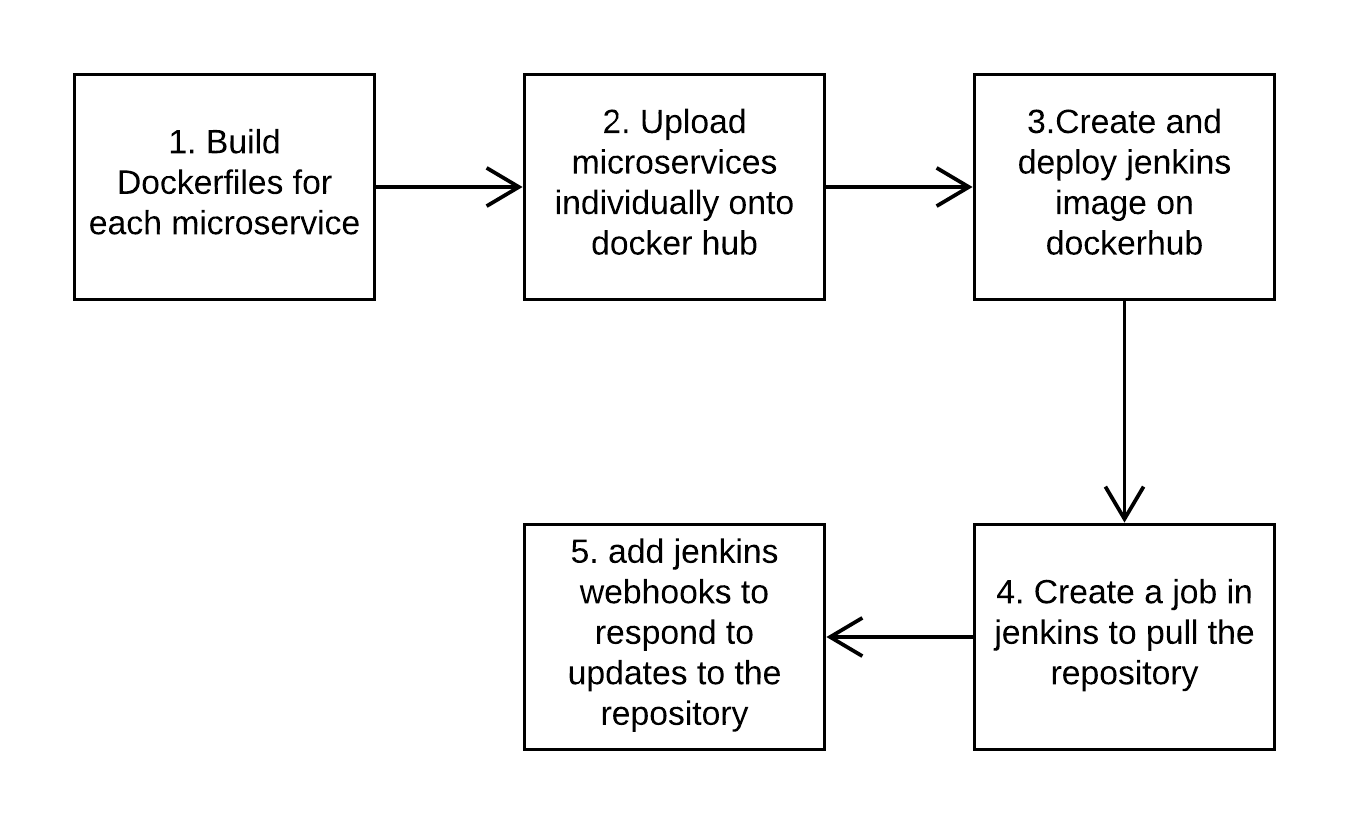 1. Build
Dockerfiles for
each microservice
2. Upload
microservices
individually onto
docker hub
3.Create and
deploy jenkins
image on
dockerhub
4. Create a job in
jenkins to pull the
repository
5. add jenkins
webhooks to
respond to
updates to the
repository